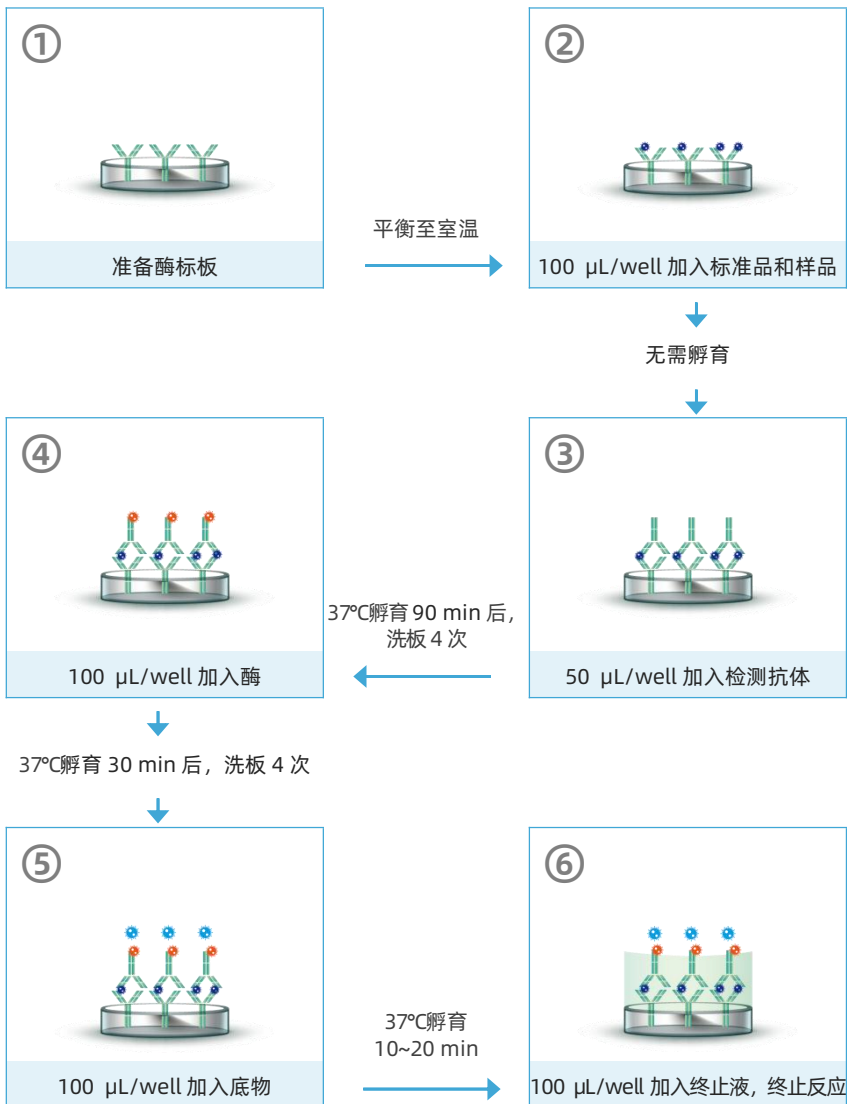 ①
准备酶标板
平衡至室温
②
100 μL/well 加入标准品和样品
无需孵育
③
50 μL/well 加入检测抗体
37℃孵育 90 min 后，
洗板 4 次
④
100 μL/well 加入酶
37℃孵育 30 min 后，洗板 4 次
⑤
100 μL/well 加入底物
37℃孵育
10~20 min
⑥
100 μL/well 加入终止液，终止反应